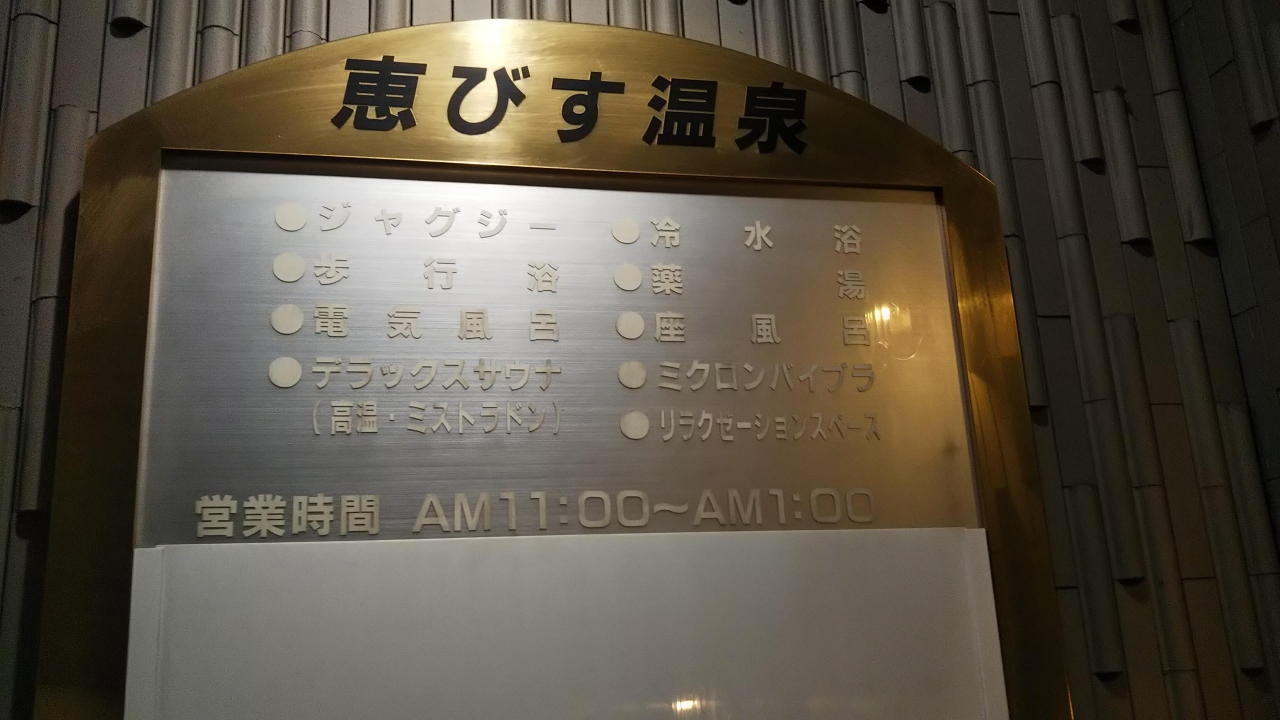 恵びす温泉
●ジャグジー
●歩行浴
●電気風呂
●デラックスサウナ
(高温・ミストラドン)
●冷水浴
●薬湯
●座風呂
●ミクロンバイブラ
●リラクゼーションスペース
営業時間 AM11:00～AM1:00